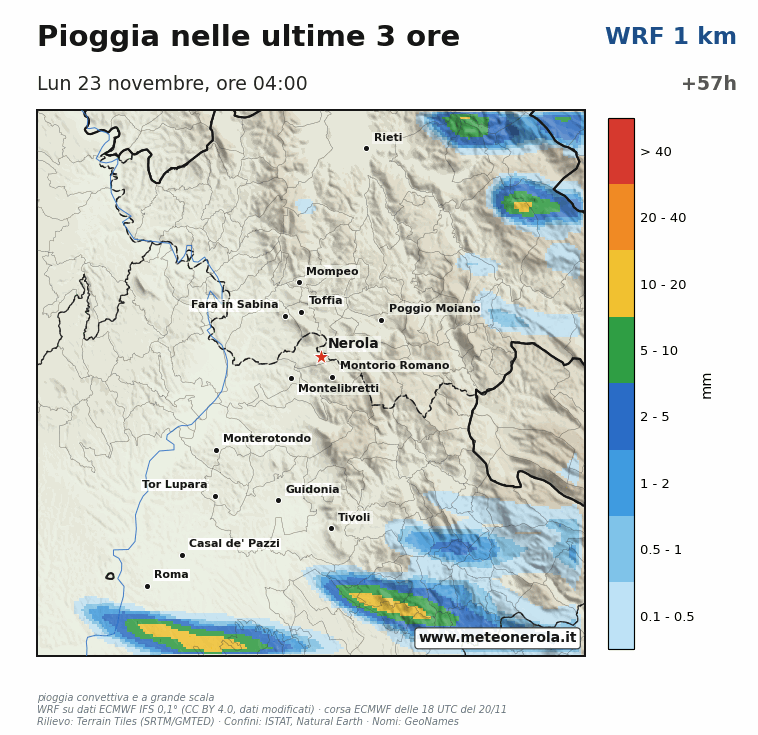 Pioggia nelle ultime 3 ore
WRF 1 km
Lun 23 novembre, ore 04:00
+57h
Rieti
Mompeo
Fara in Sabina
Toffia
Poggio Moiano
Nerola
Montorio Romano
Montelibretti
Monterotondo
Tor Lupara
Guidonia
Tivoli
Casal de' Pazzi
Roma
www.meteonerola.it
> 40
20 - 40
10 - 20
5 - 10
2 - 5
1 - 2
0.5 - 1
0.1 - 0.5
mm
pioggia convettiva e a grande scala
WRF su dati ECMWF IFS 0,1° (CC BY 4.0, dati modificati) · corsa ECMWF delle 18 UTC del 20/11
Rilievo: Terrain Tiles (SRTM/GMTED) · Confini: ISTAT, Natural Earth · Nomi: GeoNames